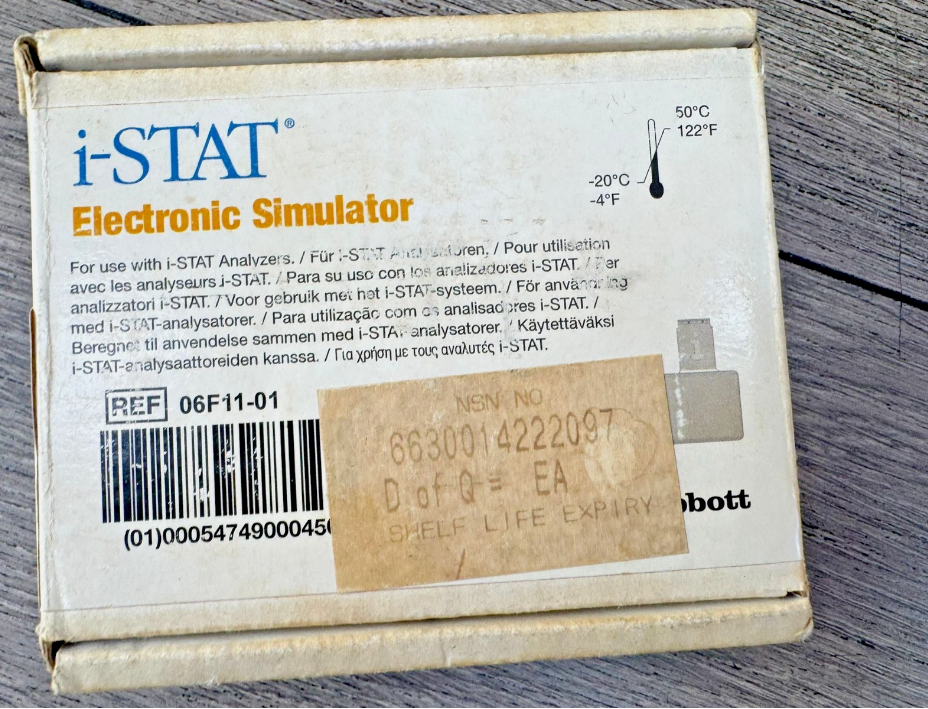 i-STAT®
Electronic Simulator
50°C
122°F
-20°C
-4°F
For use with i-STAT Analyzers. / Für i-STAT Analysatoren. / Pour utilisation
avec les analyseurs i-STAT. / Para su uso con los analizadores i-STAT. / Per
analizzatori i-STAT. / Voor gebruik met het i-STAT-systeem. / För användning
med i-STAT-analysatorer. / Para utilização com os analisadores i-STAT. /
Beregnet til anvendelse sammen med i-STAT analysatorer. / Käytettäväksi
i-STAT-analysaattoreiden kanssa. / Για χρήση με τους αναλυτές i-STAT.
REF 06F11-01
(01)0005474900045
NSN NO
6630014222097
D of Q = EA
SHELF LIFE EXPIRY
/
bbott